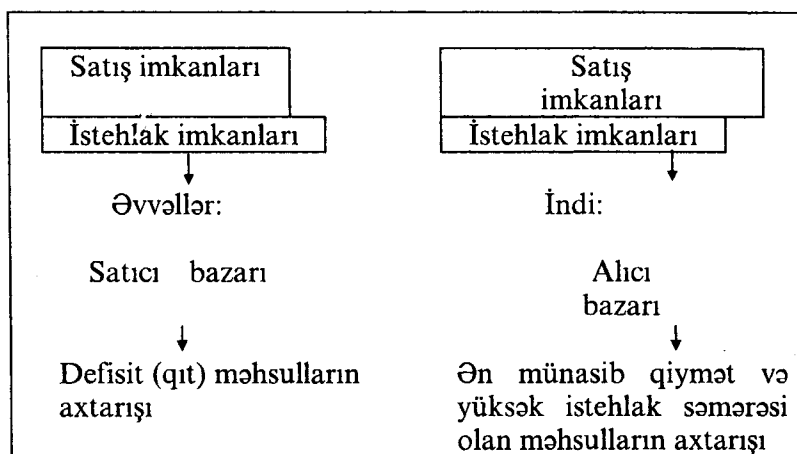 Satış imkanları
İstehlak imkanları
Əvvəllər:
Satıcı bazarı
Defisit (qıt) məhsulların
axtarışı
Satış
imkanları
İstehlak imkanları
İndi:
Alıcı
bazarı
Ən münasib qiymət və
yüksək istehlak səmərəsi
olan məhsulların axtarışı